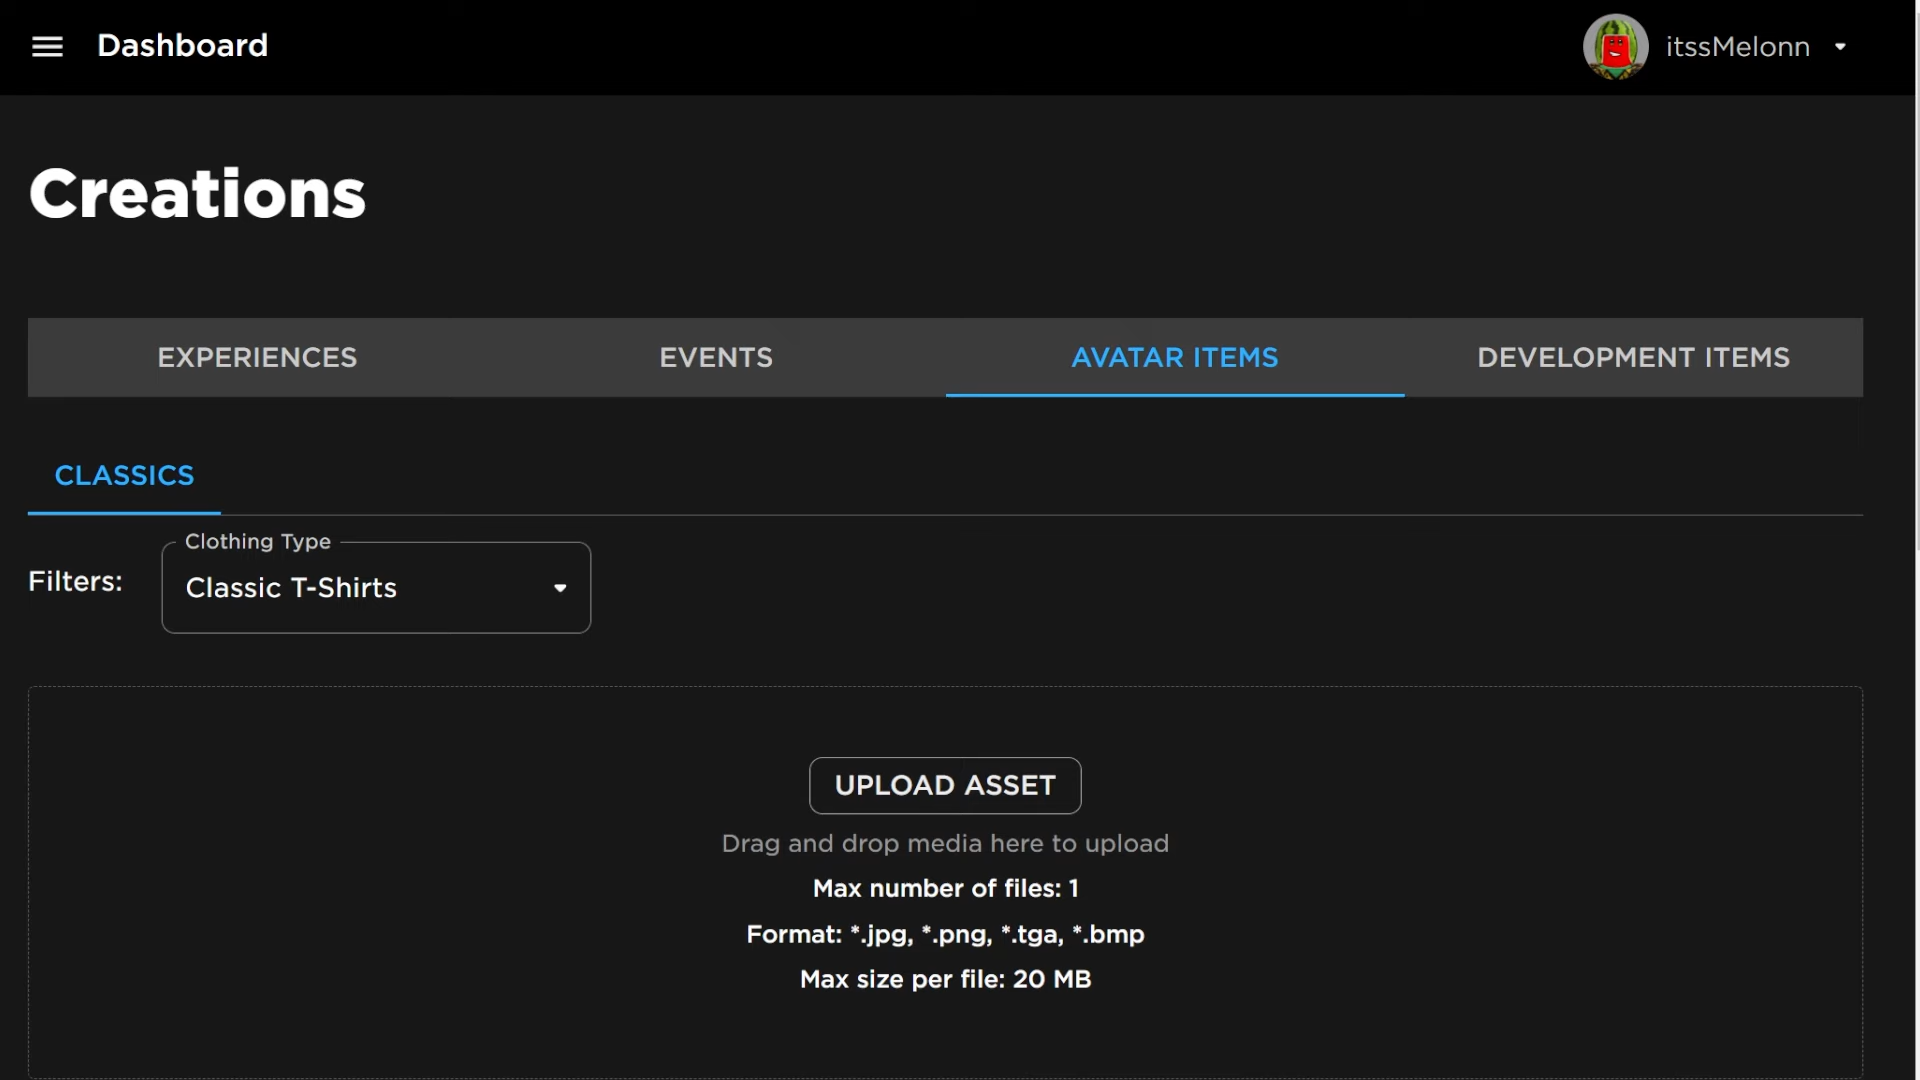 Dashboard
itssMelonn
Creations
EXPERIENCES
EVENTS
AVATAR ITEMS
DEVELOPMENT ITEMS
CLASSICS
Clothing Type
Filters:
Classic T-Shirts
UPLOAD ASSET
Drag and drop media here to upload
Max number of files: 1
Format: *.jpg, *.png, *.tga, *.bmp
Max size per file: 20 MB